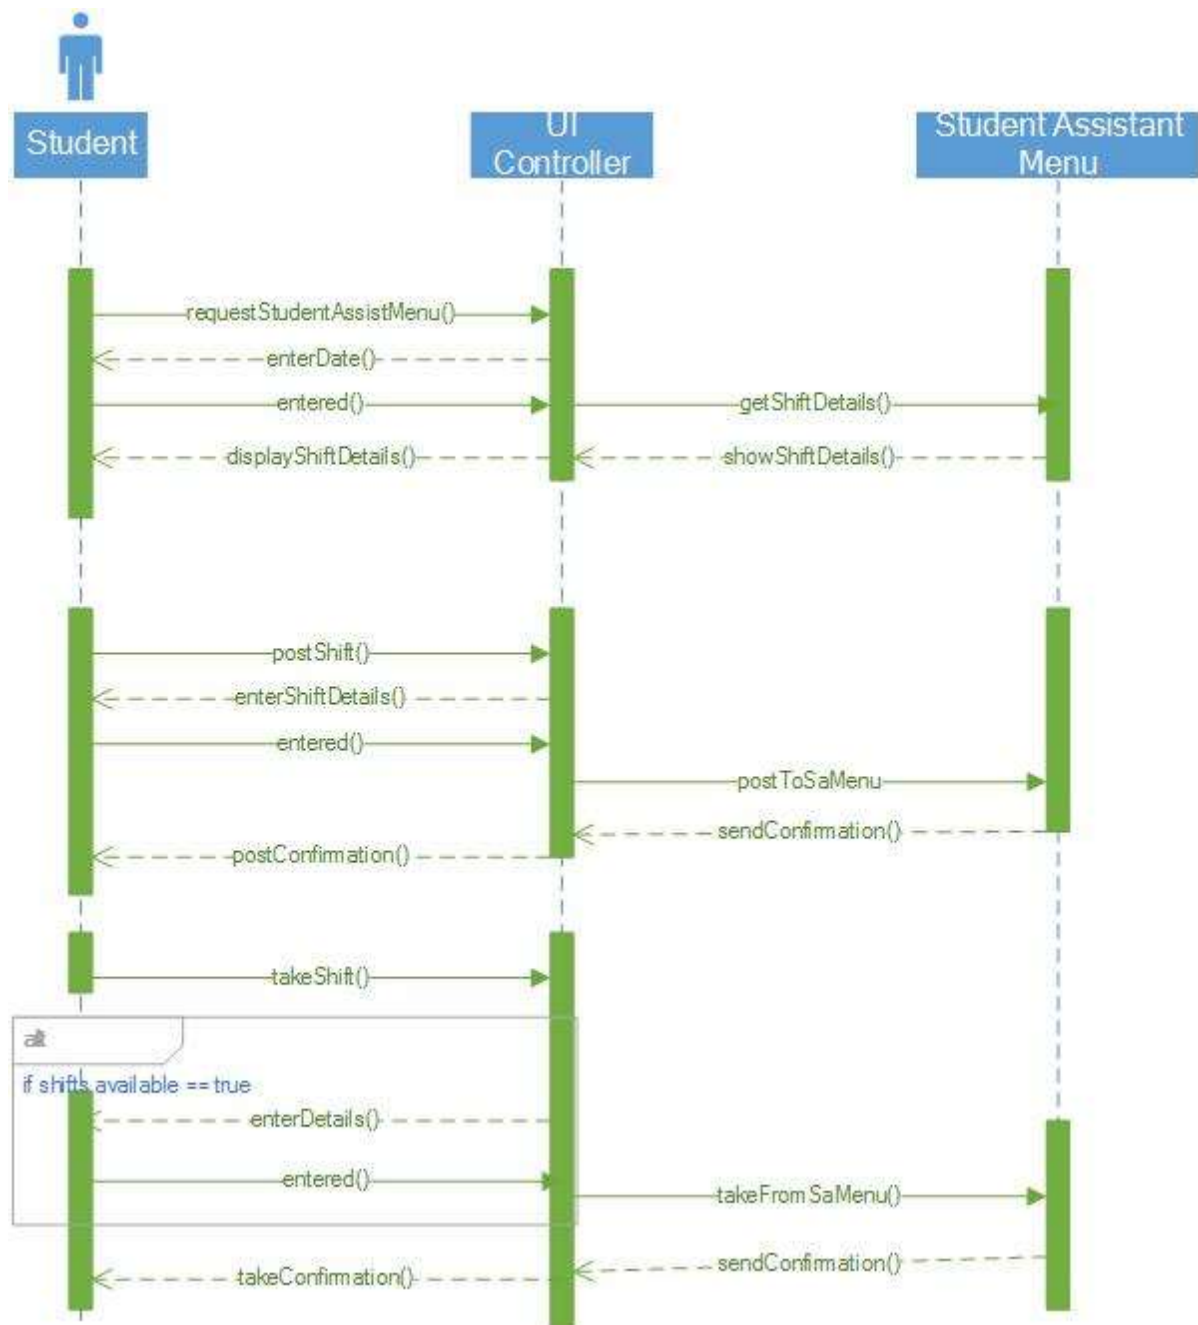 Student
UI
Controller
Student Assistant
Menu
requestStudentAssistMenu()
enterDate()
entered()
getShiftDetails()
displayShiftDetails()
showShiftDetails()
postShift()
enterShiftDetails()
entered()
postToSaMenu
sendConfirmation()
postConfirmation()
takeShift()
alt
if shifts available == true
enterDetails()
entered()
takeFromSaMenu()
sendConfirmation()
takeConfirmation()